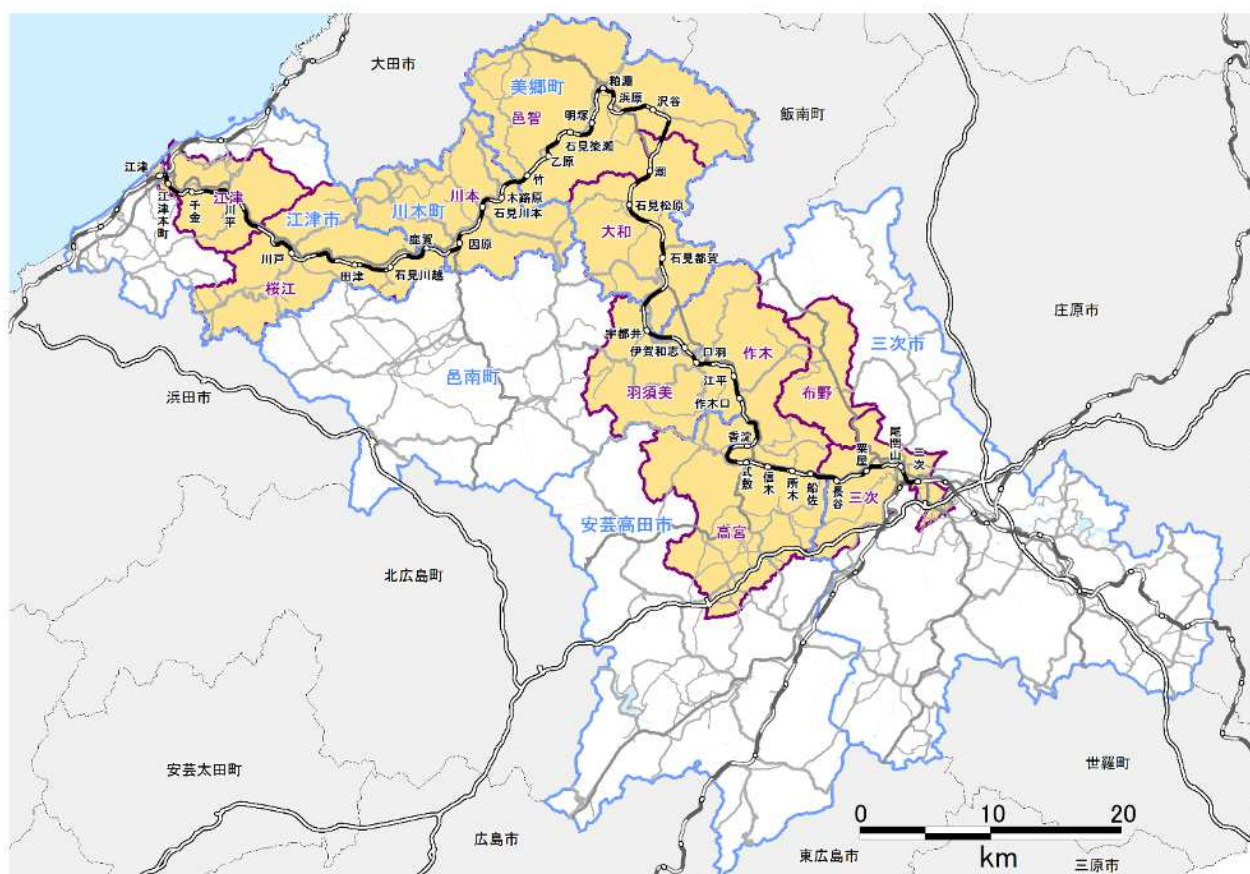 大田市
美郷町
粕淵
浜原
沢谷
飯南町
邑智
明塚
石見簗瀬
乙原
竹
潮
江津
江津本町
千金
川平
江津
江津市
川本町
川本
木路原
石見川本
石見松原
大和
鹿賀
因原
川戸
田津
石見川越
石見都賀
桜江
庄原市
宇都井
伊賀和志
口羽
作木
三次市
邑南町
江平
布野
羽須美
作木口
浜田市
香淀
尾関山
粟屋
三次
式敷
信木
所木
船佐
長谷
三次
安芸高田市
高宮
北広島町
安芸太田町
世羅町
0 10 20
km
広島市
東広島市
三原市